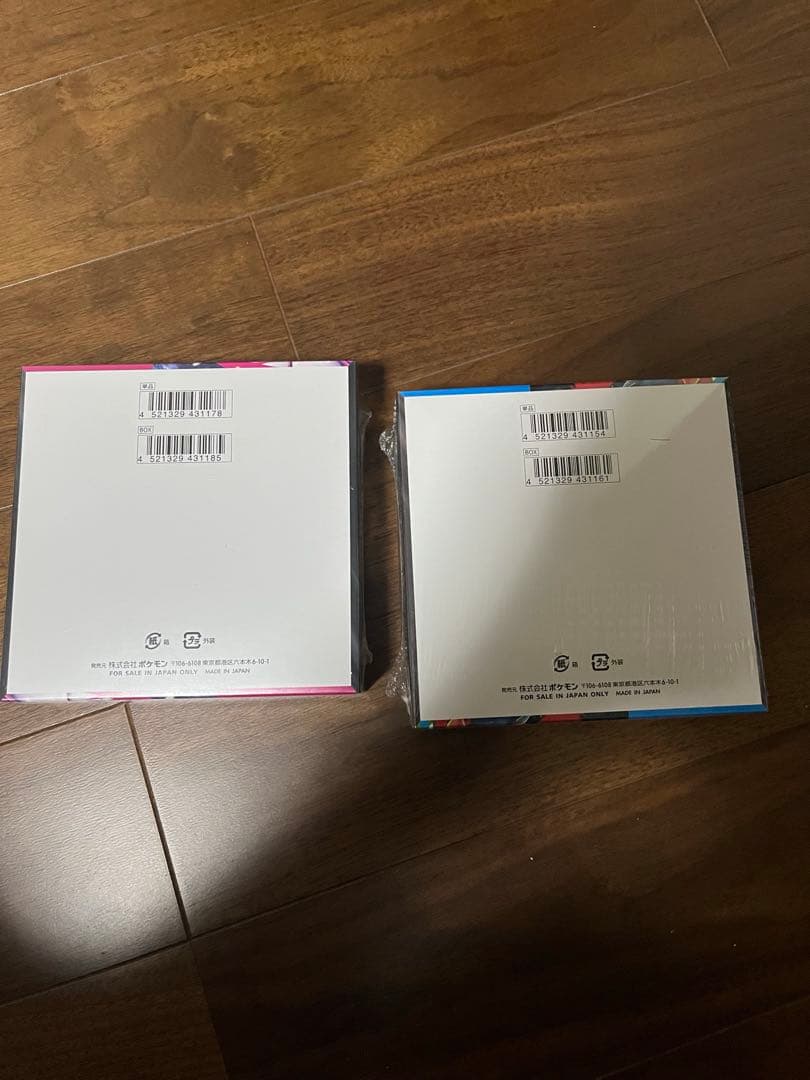 単品
4 521329 431178
BOX
4 521329 431185
紙 箱 プラ 外装
発売元 株式会社ポケモン 〒106-6108 東京都港区六本木6-10-1
FOR SALE IN JAPAN ONLY MADE IN JAPAN
単品
4 521329 431154
BOX
4 521329 431161
紙 箱 プラ 外装
発売元 株式会社ポケモン 〒106-6108 東京都港区六本木6-10-1
FOR SALE IN JAPAN ONLY MADE IN JAPAN